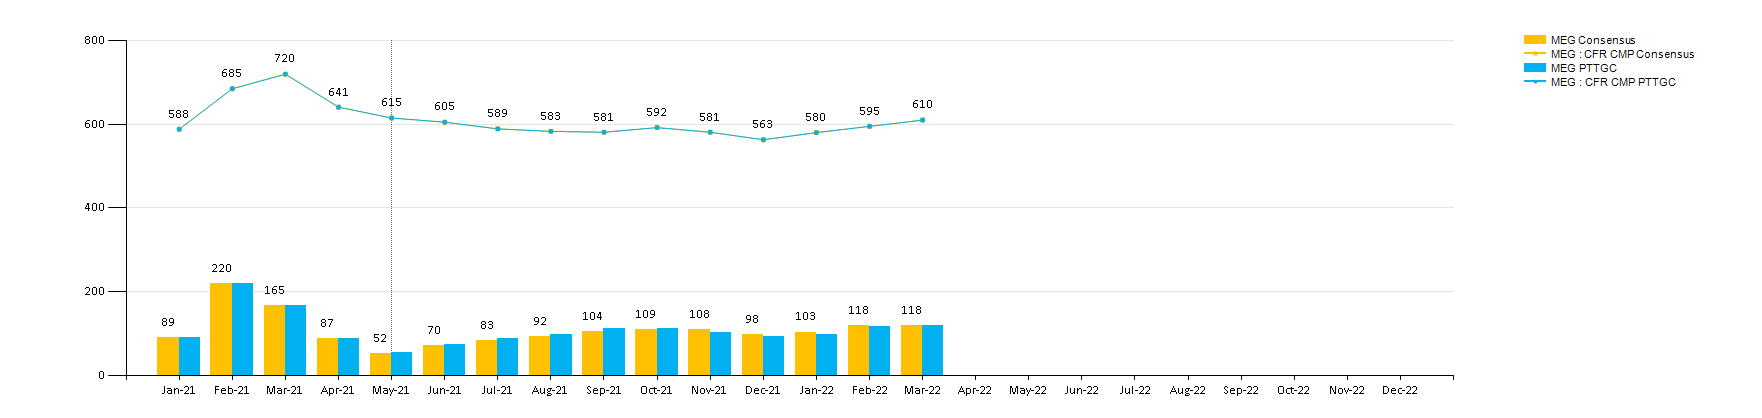 800
600
400
200
0
588 685 720 641 615 605 589 583 581 592 581 563 580 595 610
89 220 165 87 52 70 83 92 104 109 108 98 103 118 118
Jan-21 Feb-21 Mar-21 Apr-21 May-21 Jun-21 Jul-21 Aug-21 Sep-21 Oct-21 Nov-21 Dec-21 Jan-22 Feb-22 Mar-22 Apr-22 May-22 Jun-22 Jul-22 Aug-22 Sep-22 Oct-22 Nov-22 Dec-22
MEG Consensus
MEG : CFR CMP Consensus
MEG PTTGC
MEG : CFR CMP PTTGC